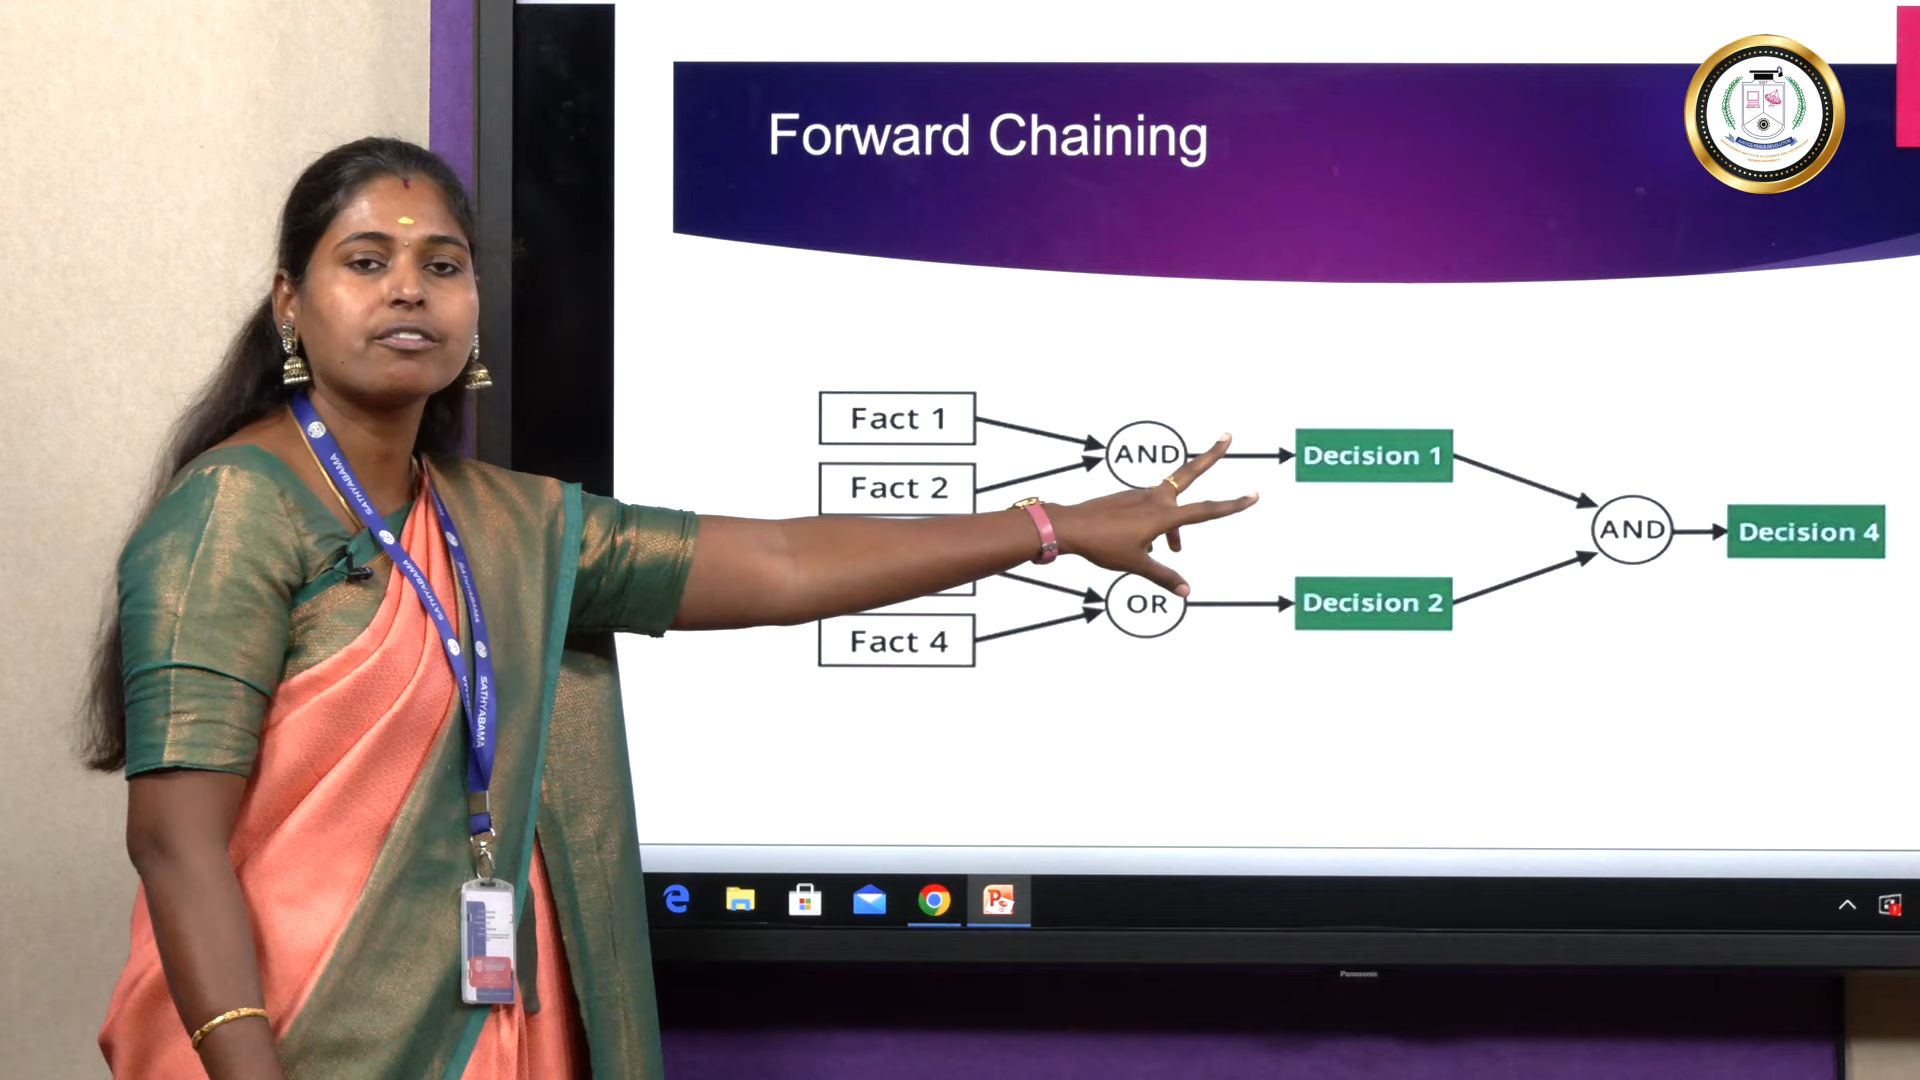 Forward Chaining
Fact 1
Fact 2
Fact 4
AND
OR
Decision 1
Decision 2
AND
Decision 4
SATHYABAMA
SATHYABAMA
SATHYABAMA
Panasonic